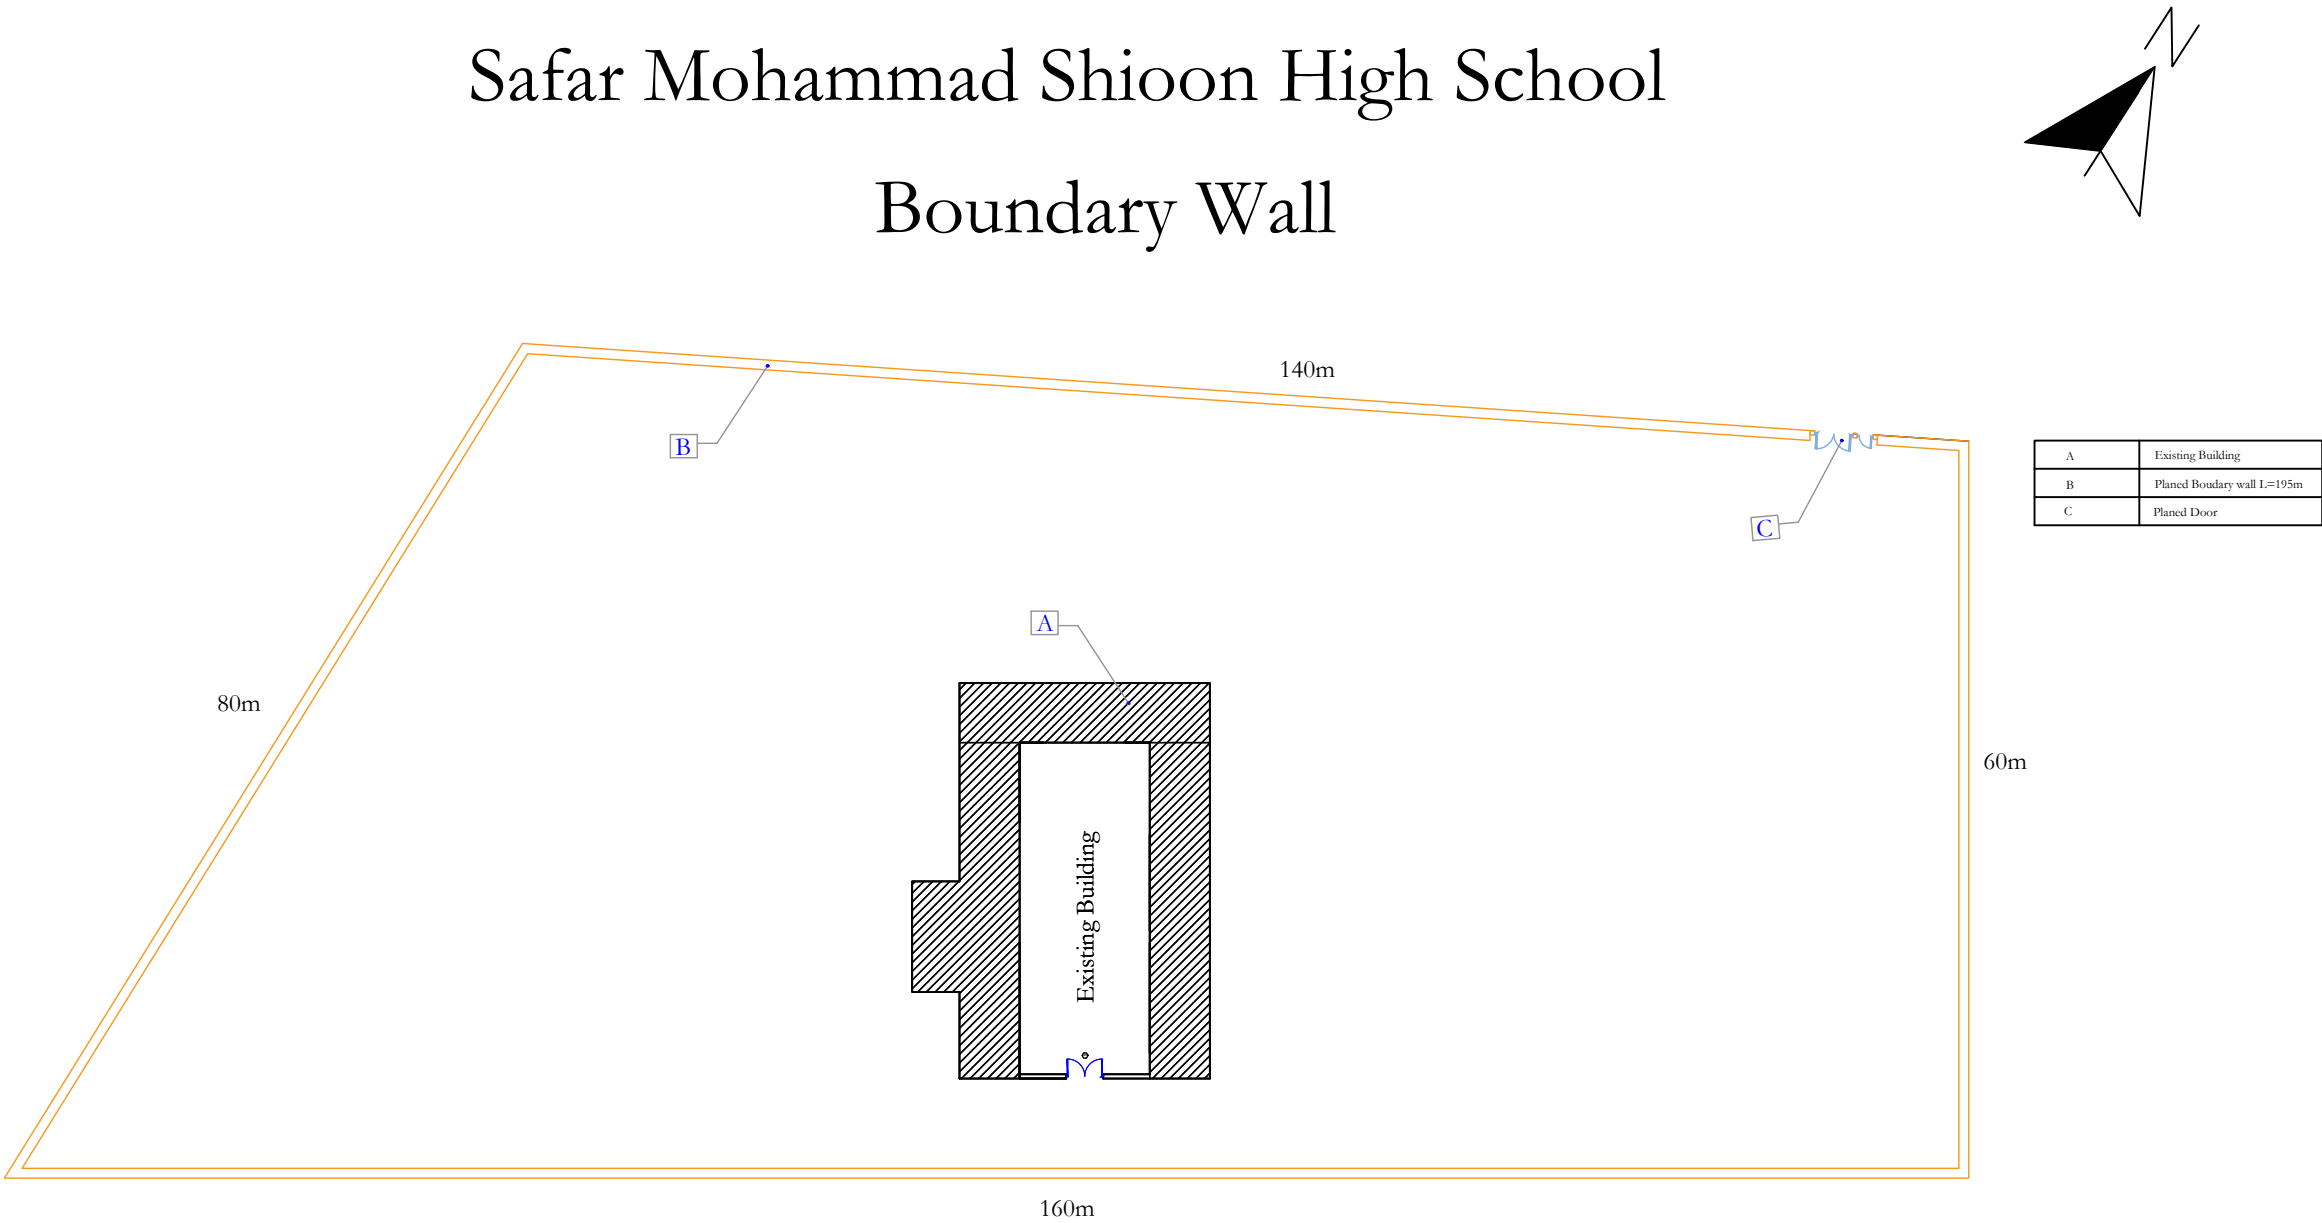 N
Safar Mohammad Shioon High School
Boundary Wall
140m
B
C
A Existing Building
B Planed Boudary wall L=195m
C Planed Door
A
80m
60m
Existing Building
160m